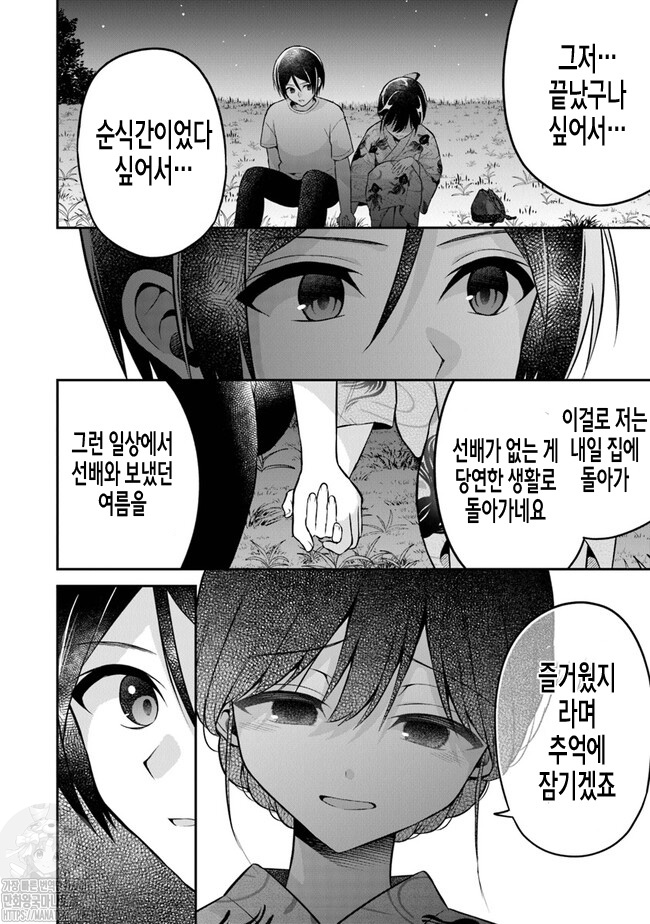 그저…
끝났구나
싶어서…
순식간이었다
싶어서…
이걸로 저는
내일 집에
돌아가
선배가 없는 게
당연한 생활로
돌아가네요
그런 일상에서
선배와 보냈던
여름을
즐거웠지
라며
추억에
잠기겠죠